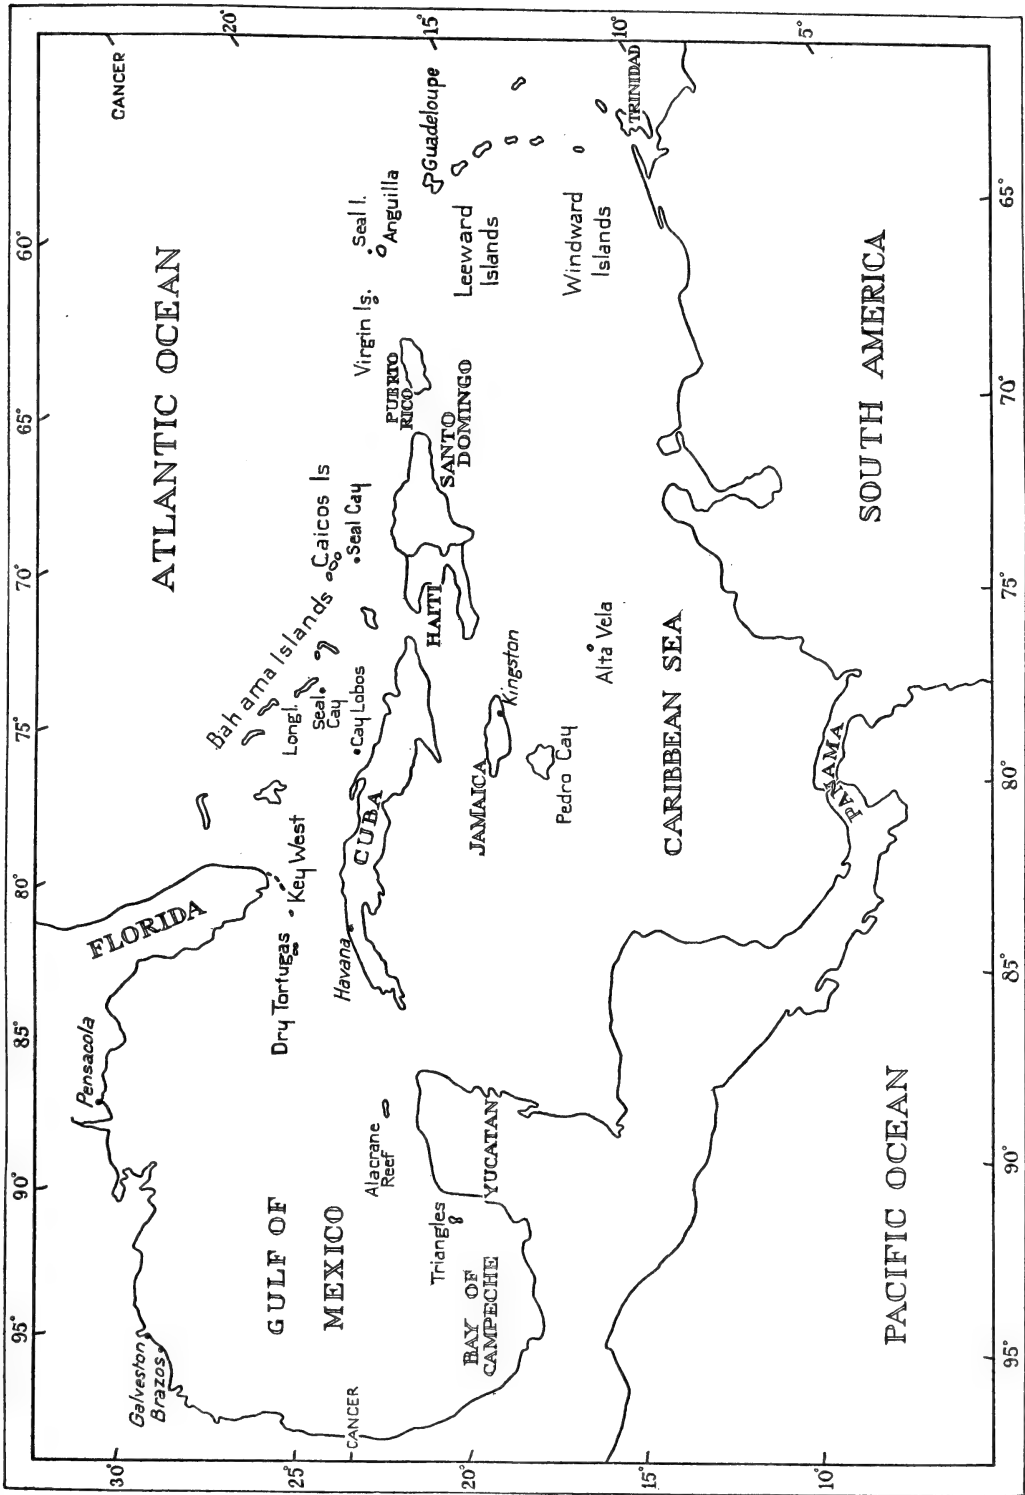 95°
90°
85°
80°
75°
70°
65°
60°
CANCER
20°
15°
10°
5°
30°
25°
CANCER
20°
15°
10°
95°
90°
85°
80°
75°
70°
65°
ATLANTIC OCEAN
Galveston
Brazos
Pensacola
FLORIDA
GULF OF
MEXICO
Dry Tortugas
Key West
Havana
CUBA
Bahama Islands
Long I.
Seal
Cay
Cay Lobos
Caicos Is
Seal Cay
HAITI
SANTO
DOMINGO
PUERTO
RICO
Virgin Is.
Seal I.
Anguilla
Guadeloupe
Leeward
Islands
Windward
Islands
TRINIDAD
Alacrane
Reef
Triangles
YUCATAN
BAY OF
CAMPECHE
JAMAICA
Kingston
Pedro Cay
Alta Vela
CARIBBEAN SEA
PANAMA
SOUTH AMERICA
PACIFIC OCEAN